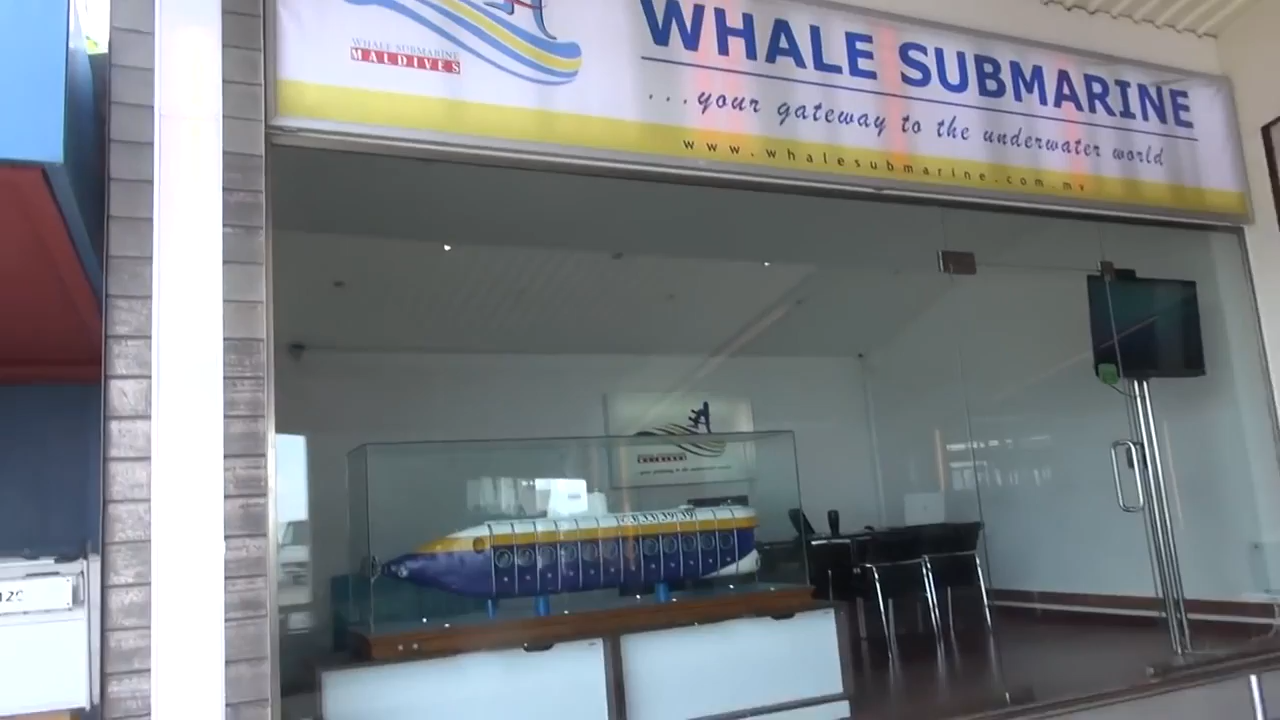 WHALE SUBMARINE
MALDIVES
WHALE SUBMARINE
...your gateway to the underwater world
www.whalesubmarine.com.mv